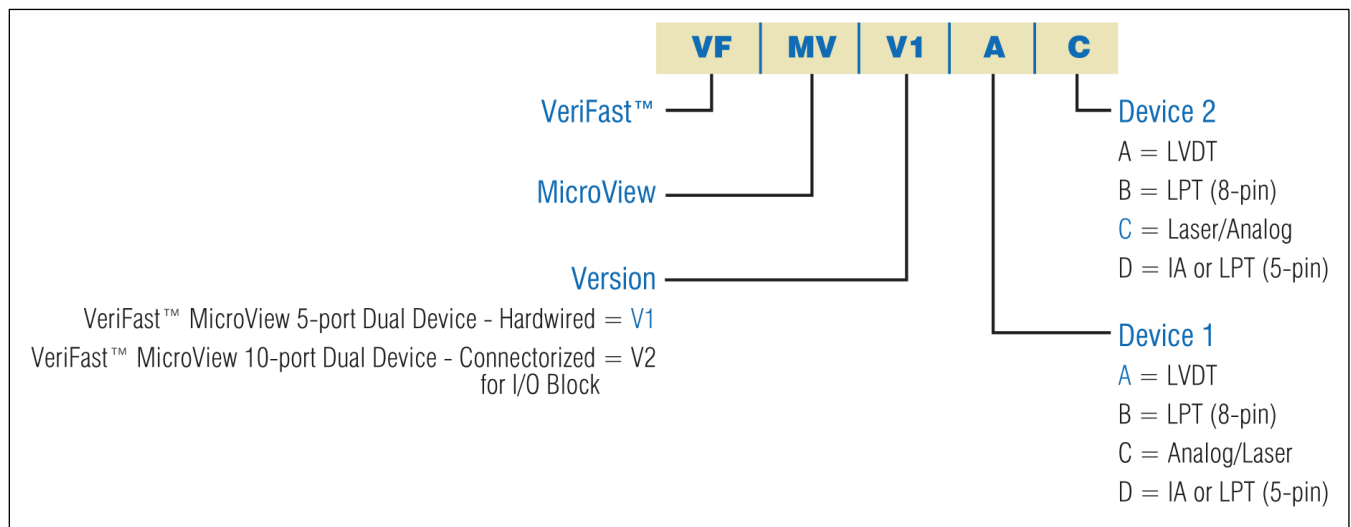 VF MV V1 A C
VeriFast™
MicroView
Version
VeriFast™ MicroView 5-port Dual Device - Hardwired = V1
VeriFast™ MicroView 10-port Dual Device - Connectorized = V2
for I/O Block
Device 2
A = LVDT
B = LPT (8-pin)
C = Laser/Analog
D = IA or LPT (5-pin)
Device 1
A = LVDT
B = LPT (8-pin)
C = Analog/Laser
D = IA or LPT (5-pin)